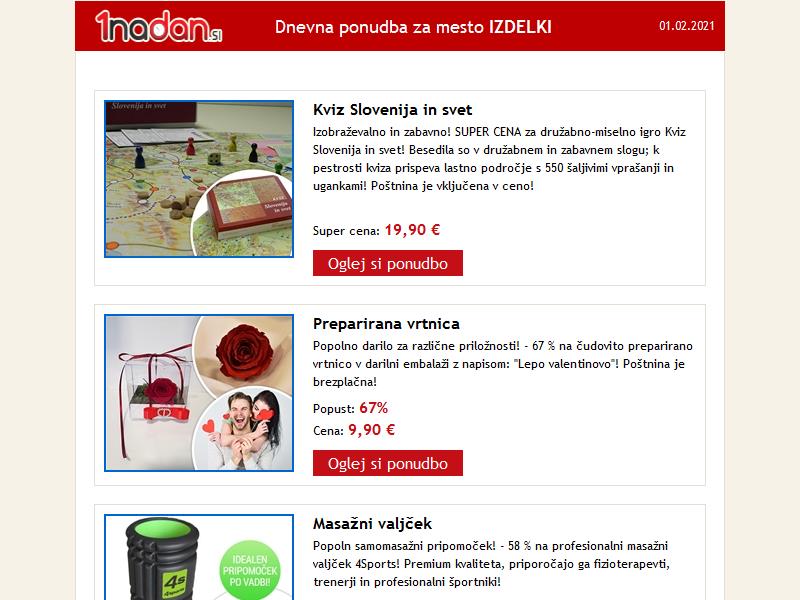 1nadan.si
Dnevna ponudba za mesto IZDELKI
01.02.2021
Slovenija in svet
KVIZ
Slovenija
in svet
Kviz Slovenija in svet
Izobraževalno in zabavno! SUPER CENA za družabno-miselno igro Kviz
Slovenija in svet! Besedila so v družabnem in zabavnem slogu; k
pestrosti kviza prispeva lastno področje s 550 šaljivimi vprašanji in
ugankami! Poštnina je vključena v ceno!
Super cena: 19,90 €
Oglej si ponudbo
Preparirana vrtnica
Popolno darilo za različne priložnosti! - 67 % na čudovito preparirano
vrtnico v darilni embalaži z napisom: "Lepo valentinovo"! Poštnina je
brezplačna!
Popust: 67%
Cena: 9,90 €
Oglej si ponudbo
IDEALEN
PRIPOMOČEK
PO VADBI!
4s
4sports
Masažni valjček
Popoln samomasažni pripomoček! - 58 % na profesionalni masažni
valjček 4Sports! Premium kvaliteta, priporočajo ga fizioterapevti,
trenerji in profesionalni športniki!